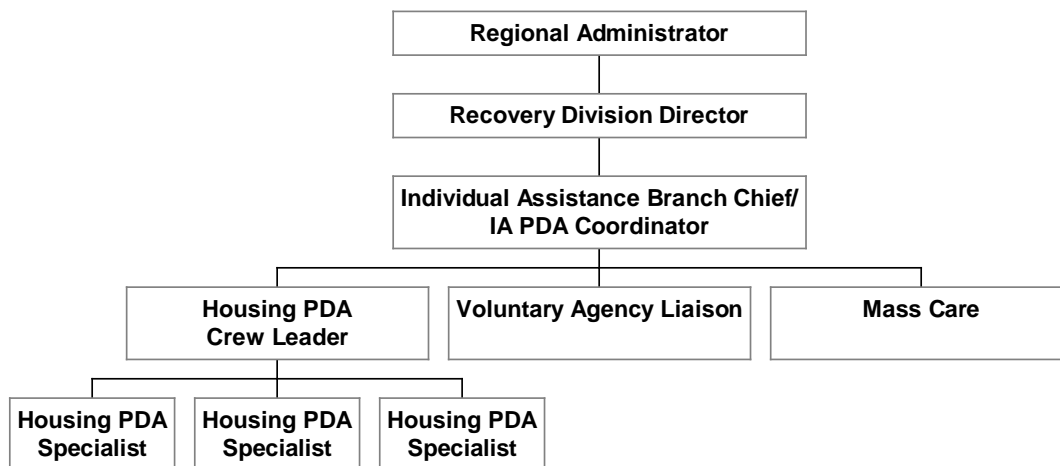 Regional Administrator
Recovery Division Director
Individual Assistance Branch Chief/
IA PDA Coordinator
Housing PDA
Crew Leader
Voluntary Agency Liaison
Mass Care
Housing PDA
Specialist
Housing PDA
Specialist
Housing PDA
Specialist